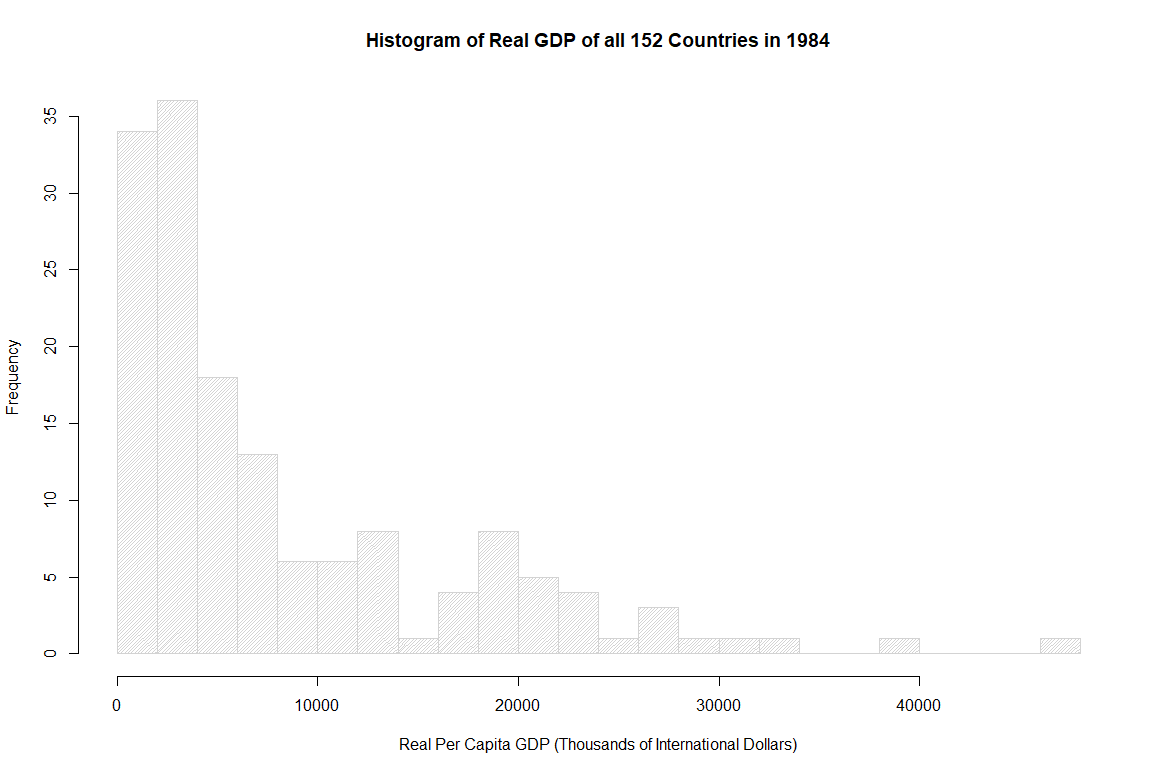 Histogram of Real GDP of all 152 Countries in 1984
35
30
25
20
15
10
5
0
Frequency
0 10000 20000 30000 40000
Real Per Capita GDP (Thousands of International Dollars)